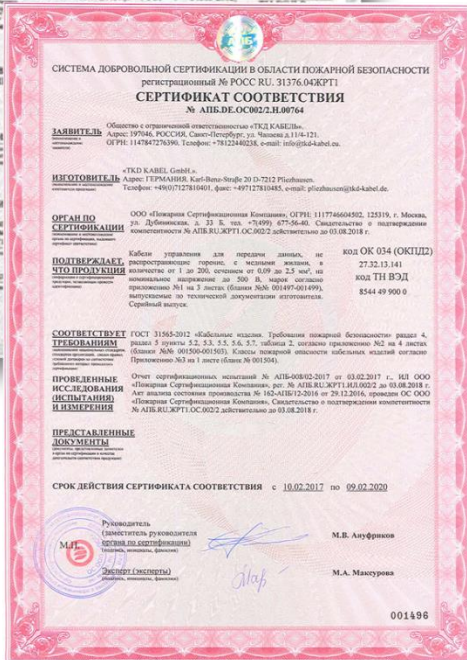 СИСТЕМА ДОБРОВОЛЬНОЙ СЕРТИФИКАЦИИ В ОБЛАСТИ ПОЖАРНОЙ БЕЗОПАСНОСТИ
регистрационный № РОСС RU. 31376.04ЖРТ1
СЕРТИФИКАТ СООТВЕТСТВИЯ
№ АПБ.DE.OC002/2.H.00764
ЗАЯВИТЕЛЬ
Общество с ограниченной ответственностью «ТКД КАБЕЛЬ».
Адрес: 197046, РОССИЯ, Санкт-Петербург, ул. Чапаева д.11/4-121.
ОГРН: 1147847276390, Телефон: +78122440238, e-mail: info@tkd-kabel.eu.
ИЗГОТОВИТЕЛЬ
«TKD KABEL GmbH.».
Адрес: ГЕРМАНИЯ, Karl-Benz-Straße 20 D-7212 Pliezhausen.
Телефон: +49(0)7127810401, факс: +497127810485, e-mail: pliezhausen@tkd-kabel.de.
ОРГАН ПО
СЕРТИФИКАЦИИ
ООО «Пожарная Сертификационная Компания», ОГРН: 1117746604502, 125319, г. Москва,
ул. Дубнинская, д. 33 Б, тел. +7(499) 677-56-40. Свидетельство о подтверждении
компетентности № АПБ.RU.ЖРТ1.ОС.002/2 действительно до 03.08.2018г.
ПОДТВЕРЖДАЕТ,
ЧТО ПРОДУКЦИЯ
Кабели управления для передачи данных, не
распространяющие горение, с медными жилами, в
количестве от 1 до 200, сечением от 0,09 до 2,5 мм², на
номинальное напряжение до 500 В, марок согласно
приложению №1 на 3 листах (бланки №№ 001497-001499),
выпускаемые по технической документации изготовителя.
Серийный выпуск.
код ОК 034 (ОКПД2)
27.32.13.141
код ТН ВЭД
8544 49 900 0
СООТВЕТСТВУЕТ
ТРЕБОВАНИЯМ
ГОСТ 31565-2012 «Кабельные изделия. Требования пожарной безопасности» раздел 4,
раздел 5 пункты 5.2, 5.3, 5.5, 5.6, 5.7, таблица 2, согласно приложению №2 на 4 листах
(бланки №№ 001500-001503). Классы пожарной опасности кабельных изделий согласно
Приложению №3 на 1 листе (бланк № 001504).
ПРОВЕДЕННЫЕ
ИССЛЕДОВАНИЯ
(ИСПЫТАНИЯ)
И ИЗМЕРЕНИЯ
Отчет сертификационных испытаний № АПБ-008/02-2017 от 03.02.2017 г., ИЛ ООО
«Пожарная Сертификационная Компания», рег. № АПБ.RU.ЖРТ1.ИЛ.002/2 до 03.08.2018 г.
Акт анализа состояния производства № 162-АПБ/12-2016 от 29.12.2016, проведен ОС ООО
«Пожарная Сертификационная Компания», Свидетельство о подтверждении компетентности
№ АПБ.RU.ЖРТ1.ОС.002/2 действительно до 03.08.2018 г.
ПРЕДСТАВЛЕННЫЕ
ДОКУМЕНТЫ
СРОК ДЕЙСТВИЯ СЕРТИФИКАТА СООТВЕТСТВИЯ с 10.02.2017 по 09.02.2020
Руководитель
(заместитель руководителя
органа по сертификации)
(подпись, инициалы, фамилия)
М.В. Ануфриков
М.П.
Эксперт (эксперты)
(подпись, инициалы, фамилия)
М.А. Максурова
001496